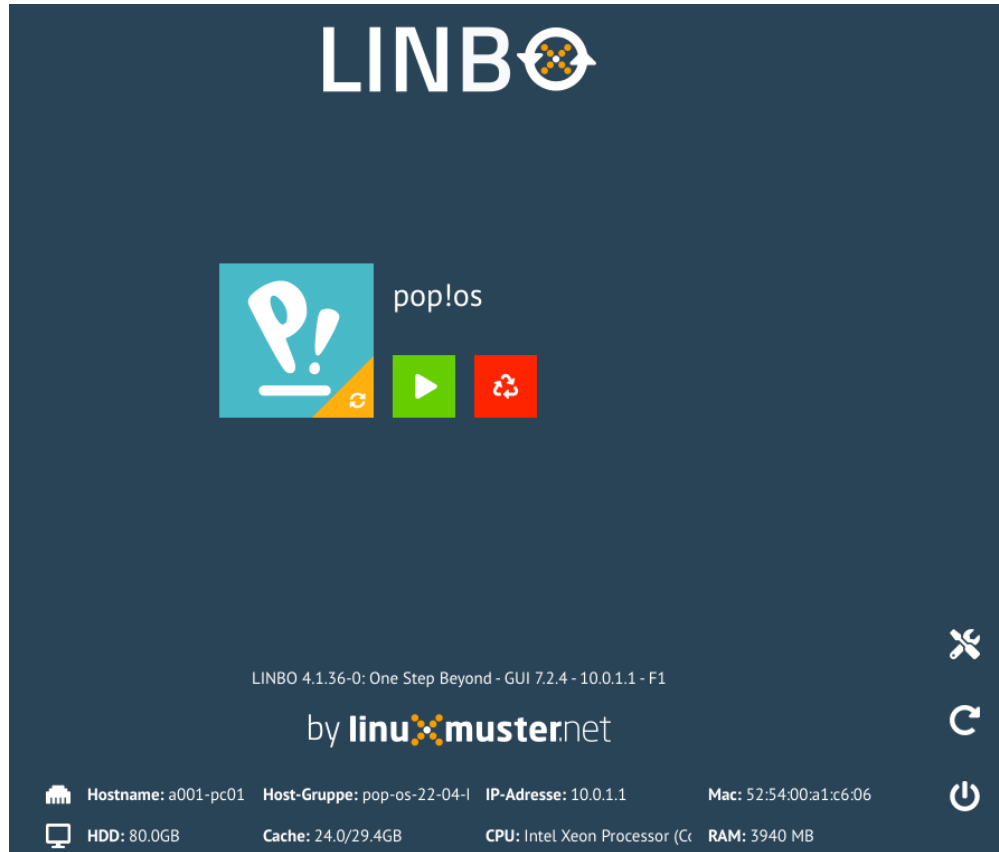 LINBO
pop!os
LINBO 4.1.36-0: One Step Beyond - GUI 7.2.4 - 10.0.1.1 - F1
by linuxmuster.net
Hostname: a001-pc01 Host-Gruppe: pop-os-22-04- IP-Adresse: 10.0.1.1 Mac: 52:54:00:a1:c6:06
HDD: 80.0GB Cache: 24.0/29.4GB CPU: Intel Xeon Processor (Co RAM: 3940 MB